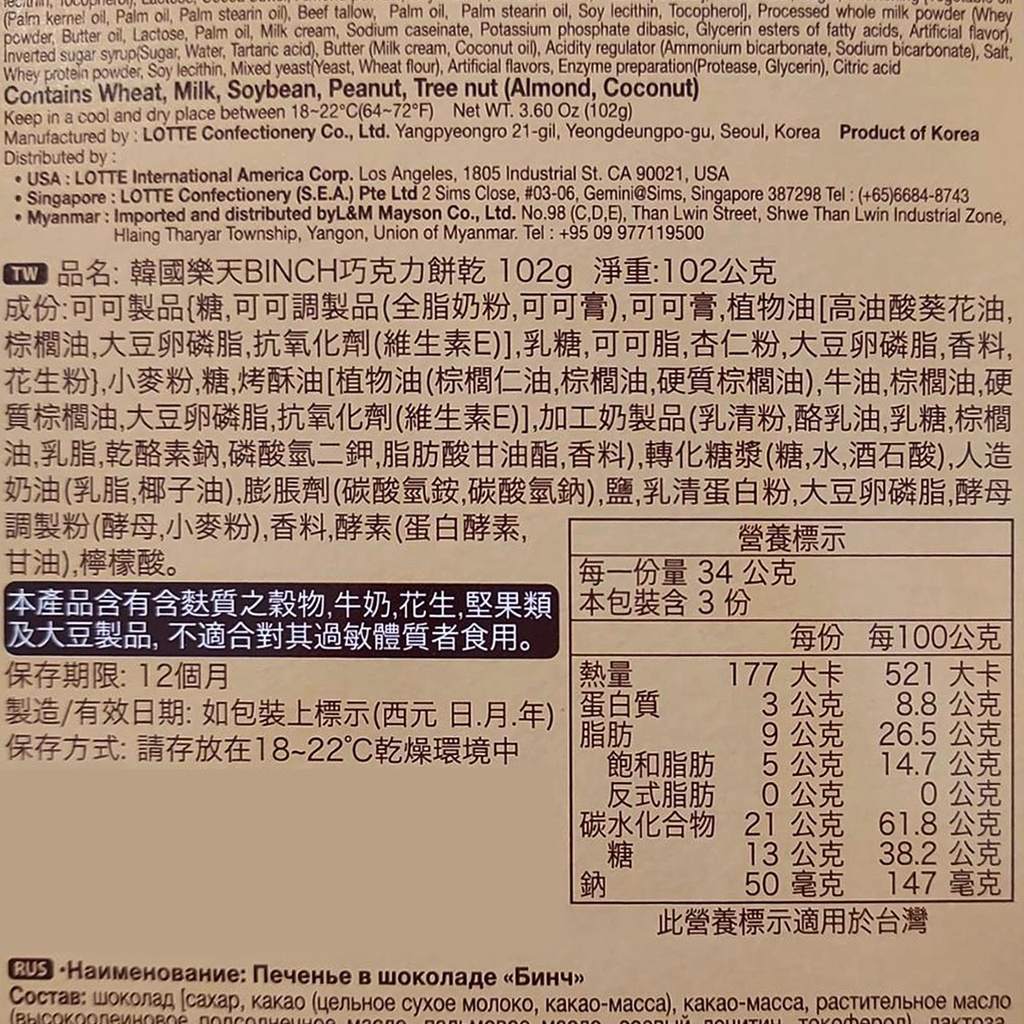 (Palm kernel oil, Palm oil, Palm stearin oil), Beef tallow, Palm oil, Palm stearin oil, Soy lecithin, Tocopherol], Processed whole milk powder (Whey
powder, Butter oil, Lactose, Palm oil, Milk cream, Sodium caseinate, Potassium phosphate dibasic, Glycerin esters of fatty acids, Artificial flavor),
Inverted sugar syrup(Sugar, Water, Tartaric acid), Butter (Milk cream, Coconut oil), Acidity regulator (Ammonium bicarbonate, Sodium bicarbonate), Salt,
Whey protein powder, Soy lecithin, Mixed yeast(Yeast, Wheat flour), Artificial flavors, Enzyme preparation(Protease, Glycerin), Citric acid
Contains Wheat, Milk, Soybean, Peanut, Tree nut (Almond, Coconut)
Keep in a cool and dry place between 18~22°C(64~72°F) Net WT. 3.60 Oz (102g)
Manufactured by : LOTTE Confectionery Co., Ltd. Yangpyeongro 21-gil, Yeongdeungpo-gu, Seoul, Korea Product of Korea
Distributed by :
• USA : LOTTE International America Corp. Los Angeles, 1805 Industrial St. CA 90021, USA
• Singapore : LOTTE Confectionery (S.E.A.) Pte Ltd 2 Sims Close, #03-06, Gemini@Sims, Singapore 387298 Tel : (+65)6684-8743
• Myanmar : Imported and distributed byL&M Mayson Co., Ltd. No.98 (C,D,E), Than Lwin Street, Shwe Than Lwin Industrial Zone,
Hlaing Tharyar Township, Yangon, Union of Myanmar. Tel : +95 09 977119500
TW 品名: 韓國樂天BINCH巧克力餅乾 102g 淨重:102公克
成份:可可製品{糖,可可調製品(全脂奶粉,可可膏),可可膏,植物油[高油酸葵花油,
棕櫚油,大豆卵磷脂,抗氧化劑(維生素E)],乳糖,可可脂,杏仁粉,大豆卵磷脂,香料,
花生粉},小麥粉,糖,烤酥油[植物油(棕櫚仁油,棕櫚油,硬質棕櫚油),牛油,棕櫚油,硬
質棕櫚油,大豆卵磷脂,抗氧化劑(維生素E)],加工奶製品(乳清粉,酪乳油,乳糖,棕櫚
油,乳脂,乾酪素鈉,磷酸氫二鉀,脂肪酸甘油酯,香料),轉化糖漿(糖,水,酒石酸),人造
奶油(乳脂,椰子油),膨脹劑(碳酸氫銨,碳酸氫鈉),鹽,乳清蛋白粉,大豆卵磷脂,酵母
調製粉(酵母,小麥粉),香料,酵素(蛋白酵素,
甘油),檸檬酸。
本產品含有含麩質之穀物,牛奶,花生,堅果類
及大豆製品, 不適合對其過敏體質者食用。
保存期限: 12個月
製造/有效日期: 如包裝上標示(西元 日.月.年)
保存方式: 請存放在18~22°C乾燥環境中
營養標示
每一份量 34 公克
本包裝含 3 份
每份 每100公克
熱量 177 大卡 521 大卡
蛋白質 3 公克 8.8 公克
脂肪 9 公克 26.5 公克
飽和脂肪 5 公克 14.7 公克
反式脂肪 0 公克 0 公克
碳水化合物 21 公克 61.8 公克
糖 13 公克 38.2 公克
鈉 50 毫克 147 毫克
此營養標示適用於台灣
RUS •Наименование: Печенье в шоколаде «Бинч»
Состав: шоколад [сахар, какао (цельное сухое молоко, какао-масса), какао-масса, растительное масло